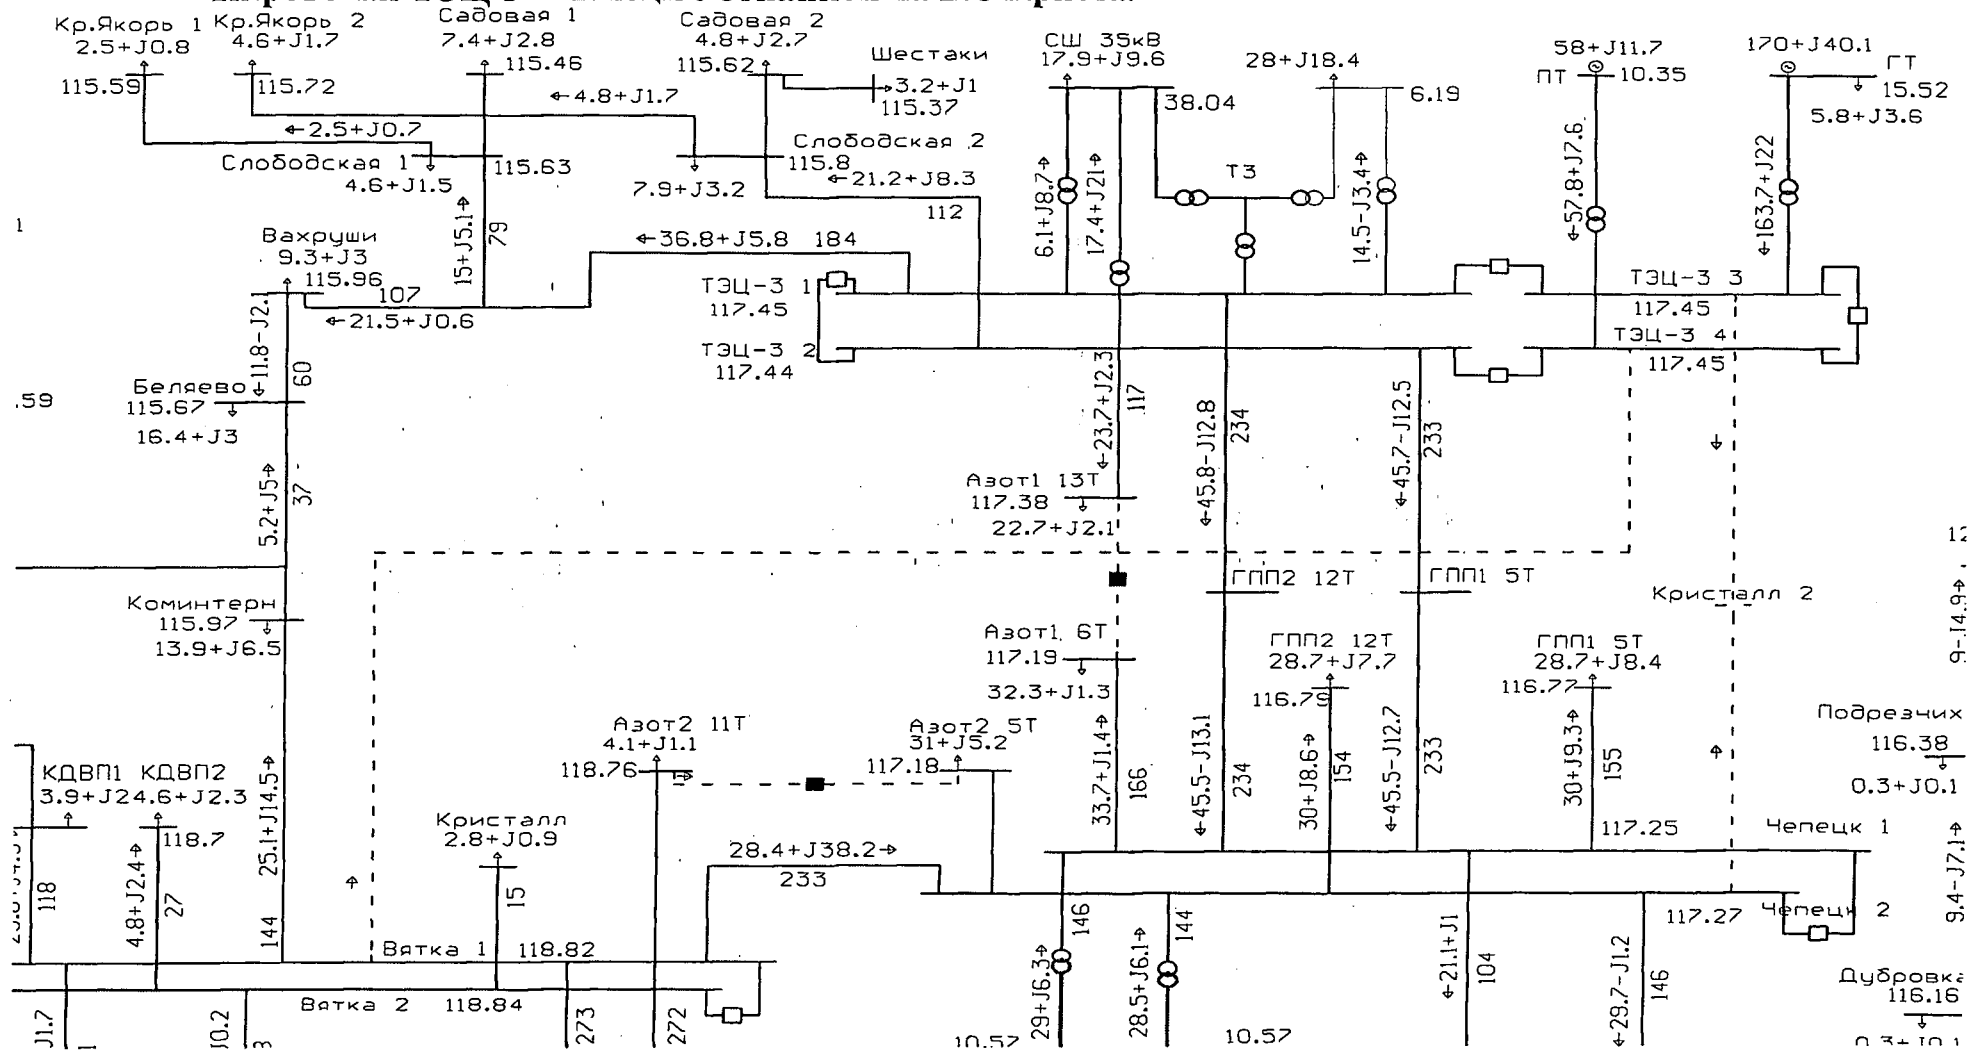 Кр.Якорь 1
2.5+J0.8
115.59
Кр.Якорь 2
4.6+J1.7
115.72
Садовая 1
7.4+J2.8
115.46
Садовая 2
4.8+J2.7
115.62
Шестаки
3.2+J1
115.37
СШ 35кВ
17.9+J9.6
38.04
28+J18.4
6.19
58+J11.7
ПТ
10.35
170+J40.1
ГТ
15.52
5.8+J3.6
4.8+J1.7
2.5+J0.7
Слободская 1
115.63
4.6+J1.5
Слободская 2
115.8
7.9+J3.2
21.2+J8.3
112
15+J5.1
79
6.1+J8.7
17.4+J21
Т3
14.5-J3.4
57.8+J7.6
163.7+J22
1
Вахруши
9.3+J3
115.96
107
21.5+J0.6
36.8+J5.8
184
ТЭЦ-3 1
117.45
ТЭЦ-3 2
117.44
ТЭЦ-3 3
117.45
ТЭЦ-3 4
117.45
11.8-J2.1
60
.59
Беляево
115.67
16.4+J3
23.7+J2.3
117
45.8-J12.8
234
45.7-J12.5
233
5.2+J5
37
Азот1 13Т
117.38
22.7+J2.1
ГПП2 12Т
ГПП1 5Т
Кристалл 2
Коминтерн
115.97
13.9+J6.5
Азот1 6Т
117.19
32.3+J1.3
ГПП2 12Т
28.7+J7.7
116.79
ГПП1 5Т
28.7+J8.4
116.77
12
9-J4.9
Подрезчих
116.38
0.3+J0.1
Азот2 11Т
4.1+J1.1
118.76
Азот2 5Т
31+J5.2
117.18
33.7+J1.4
166
45.5-J13.1
234
30+J8.6
154
45.5-J12.7
233
30+J9.3
155
КДВП1 КДВП2
3.9+J24.6+J2.3
118.7
118
4.8+J2.4
27
25.1+J14.5
144
Кристалл
2.8+J0.9
15
28.4+J38.2
233
117.25
Чепецк 1
117.27
Чепецк 2
9.4-J7.1
Вятка 1
118.82
Вятка 2
118.84
J1.7
J0.2
273
272
29+J6.3
146
28.5+J6.1
144
21.1+J1
104
29.7-J1.2
146
10.57
10.57
Дубровка
116.16
0.3+J0.1